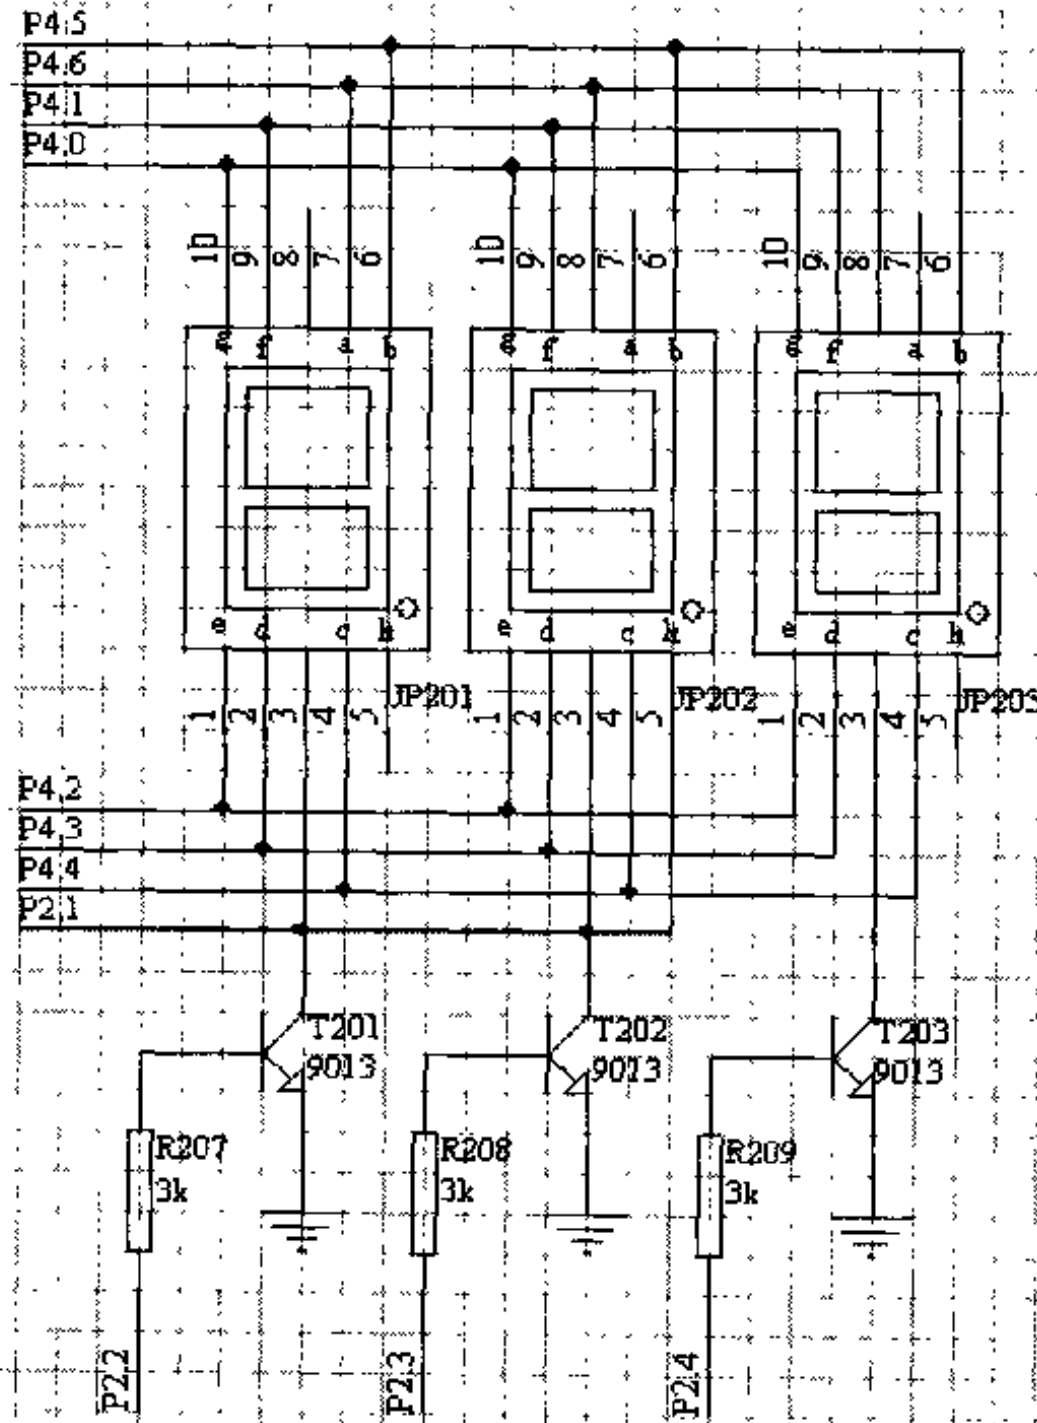 P4.5
P4.6
P4.1
P4.0
10 9 8 7 6
10 9 8 7 6
10 9 8 7 6
g f a b
g f a b
g f a b
e d c h
e d c h
e d c h
1 2 3 4 5
JP201
1 2 3 4 5
JP202
1 2 3 4 5
JP203
P4.2
P4.3
P4.4
P2.1
T201
9013
T202
9013
T203
9013
R207
3k
R208
3k
R209
3k
P2.2
P2.3
P2.4